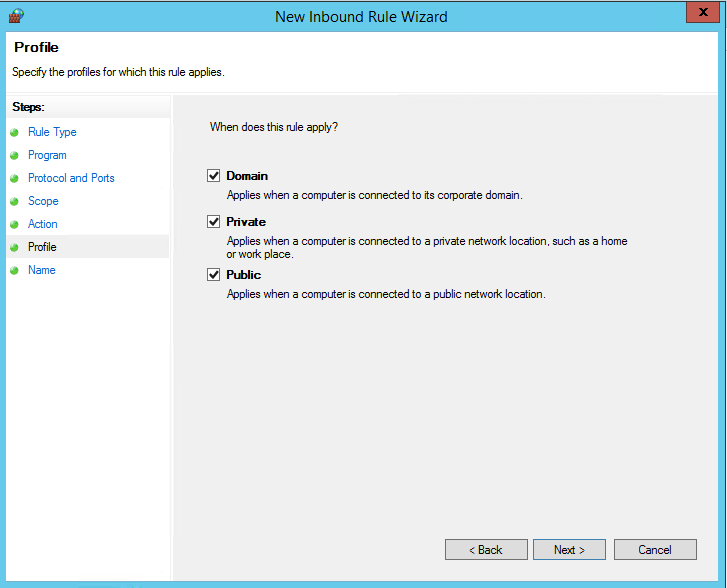 New Inbound Rule Wizard
x
Profile
Specify the profiles for which this rule applies.
Steps:
Rule Type
Program
Protocol and Ports
Scope
Action
Profile
Name
When does this rule apply?
Domain
Applies when a computer is connected to its corporate domain.
Private
Applies when a computer is connected to a private network location, such as a home
or work place.
Public
Applies when a computer is connected to a public network location.
< Back
Next >
Cancel